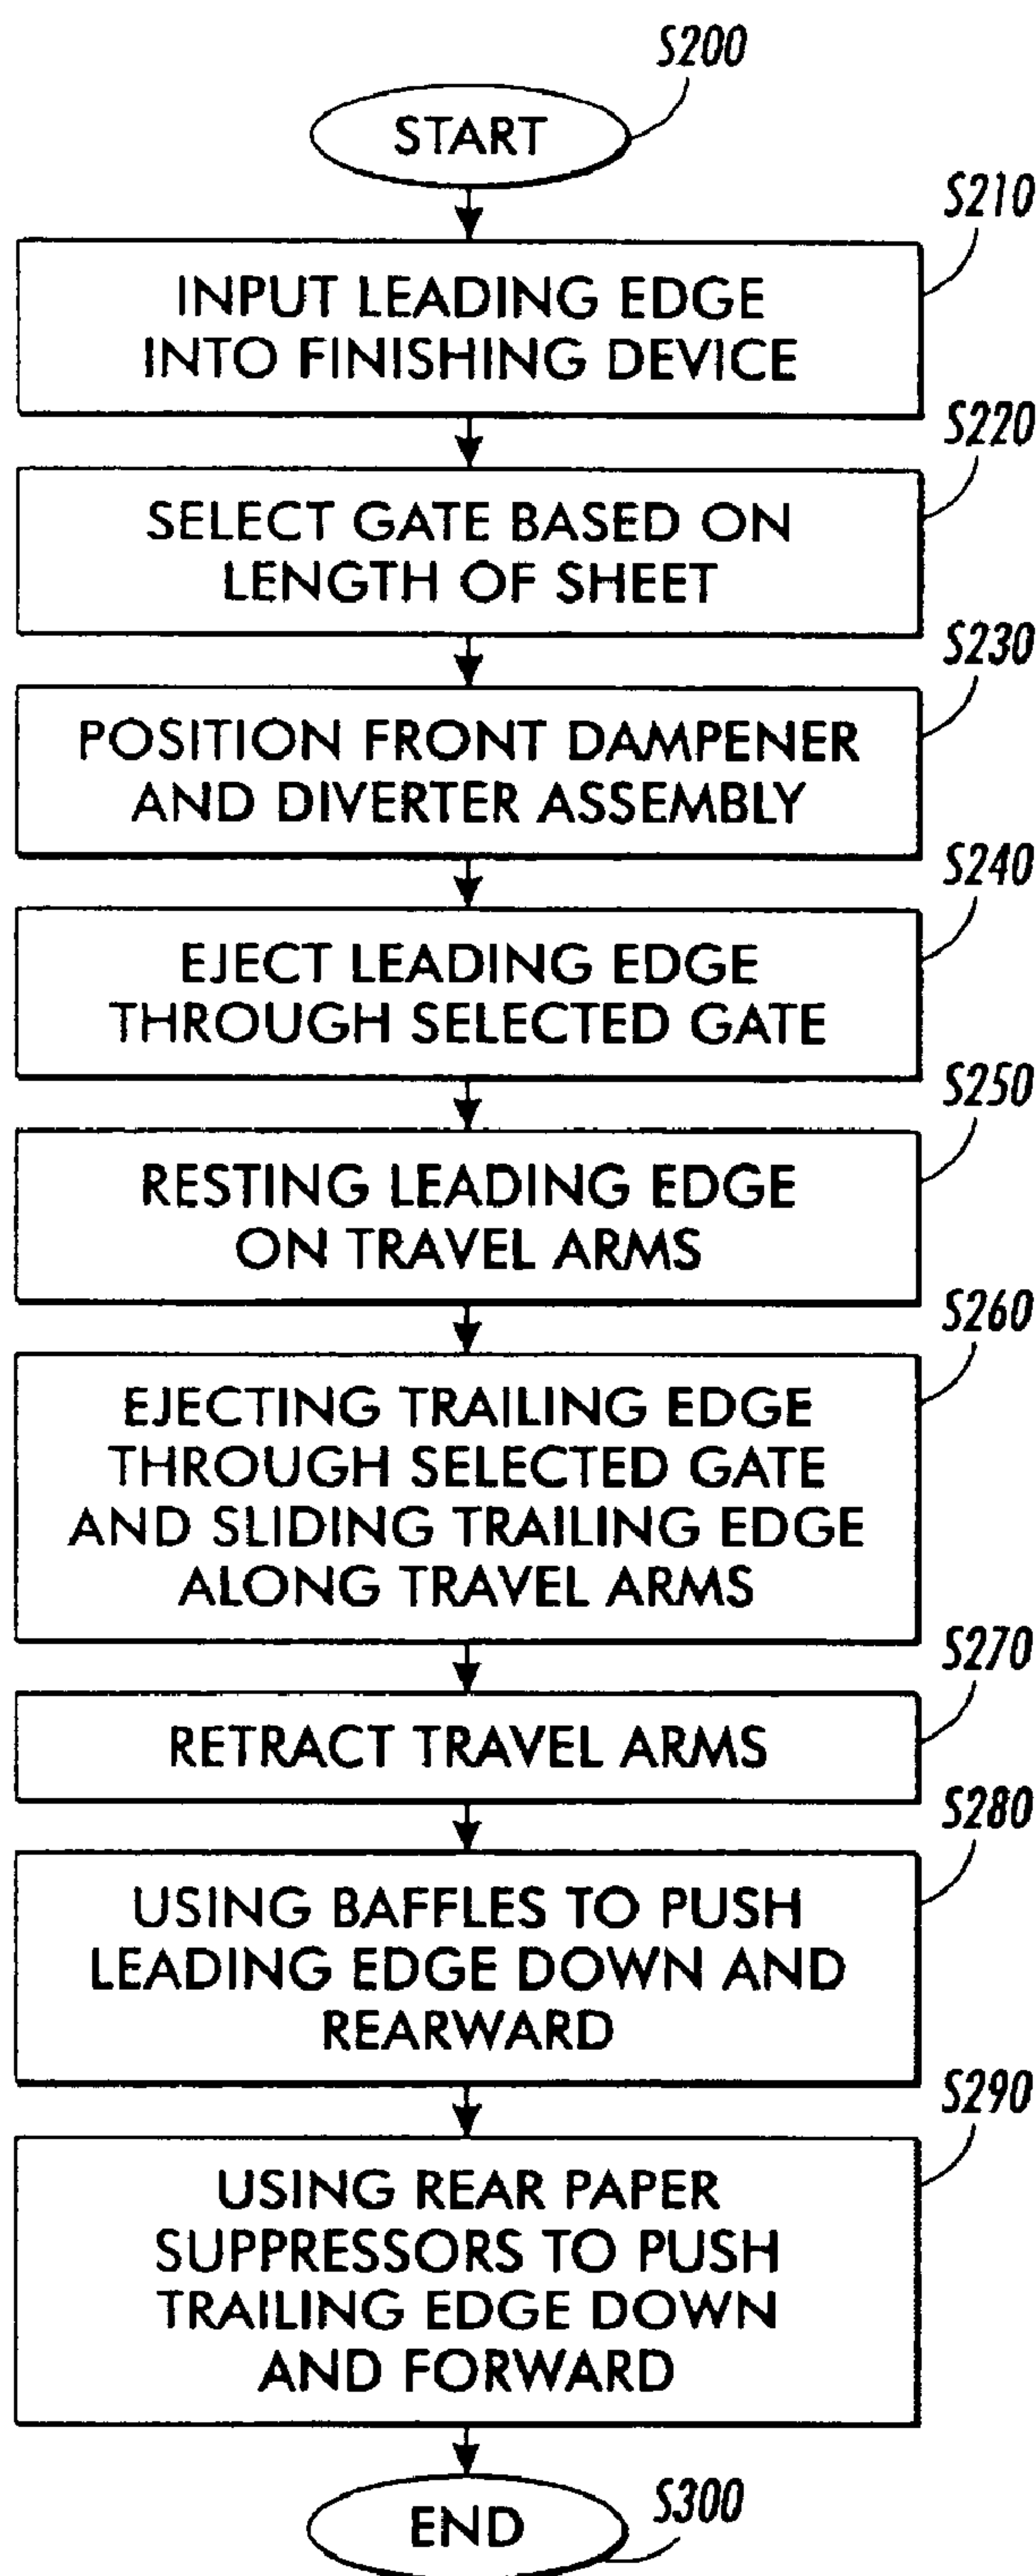 S200
START
S210
INPUT LEADING EDGE
INTO FINISHING DEVICE
S220
SELECT GATE BASED ON
LENGTH OF SHEET
S230
POSITION FRONT DAMPENER
AND DIVERTER ASSEMBLY
S240
EJECT LEADING EDGE
THROUGH SELECTED GATE
S250
RESTING LEADING EDGE
ON TRAVEL ARMS
S260
EJECTING TRAILING EDGE
THROUGH SELECTED GATE
AND SLIDING TRAILING EDGE
ALONG TRAVEL ARMS
S270
RETRACT TRAVEL ARMS
S280
USING BAFFLES TO PUSH
LEADING EDGE DOWN AND
REARWARD
S290
USING REAR PAPER
SUPPRESSORS TO PUSH
TRAILING EDGE DOWN
AND FORWARD
S300
END